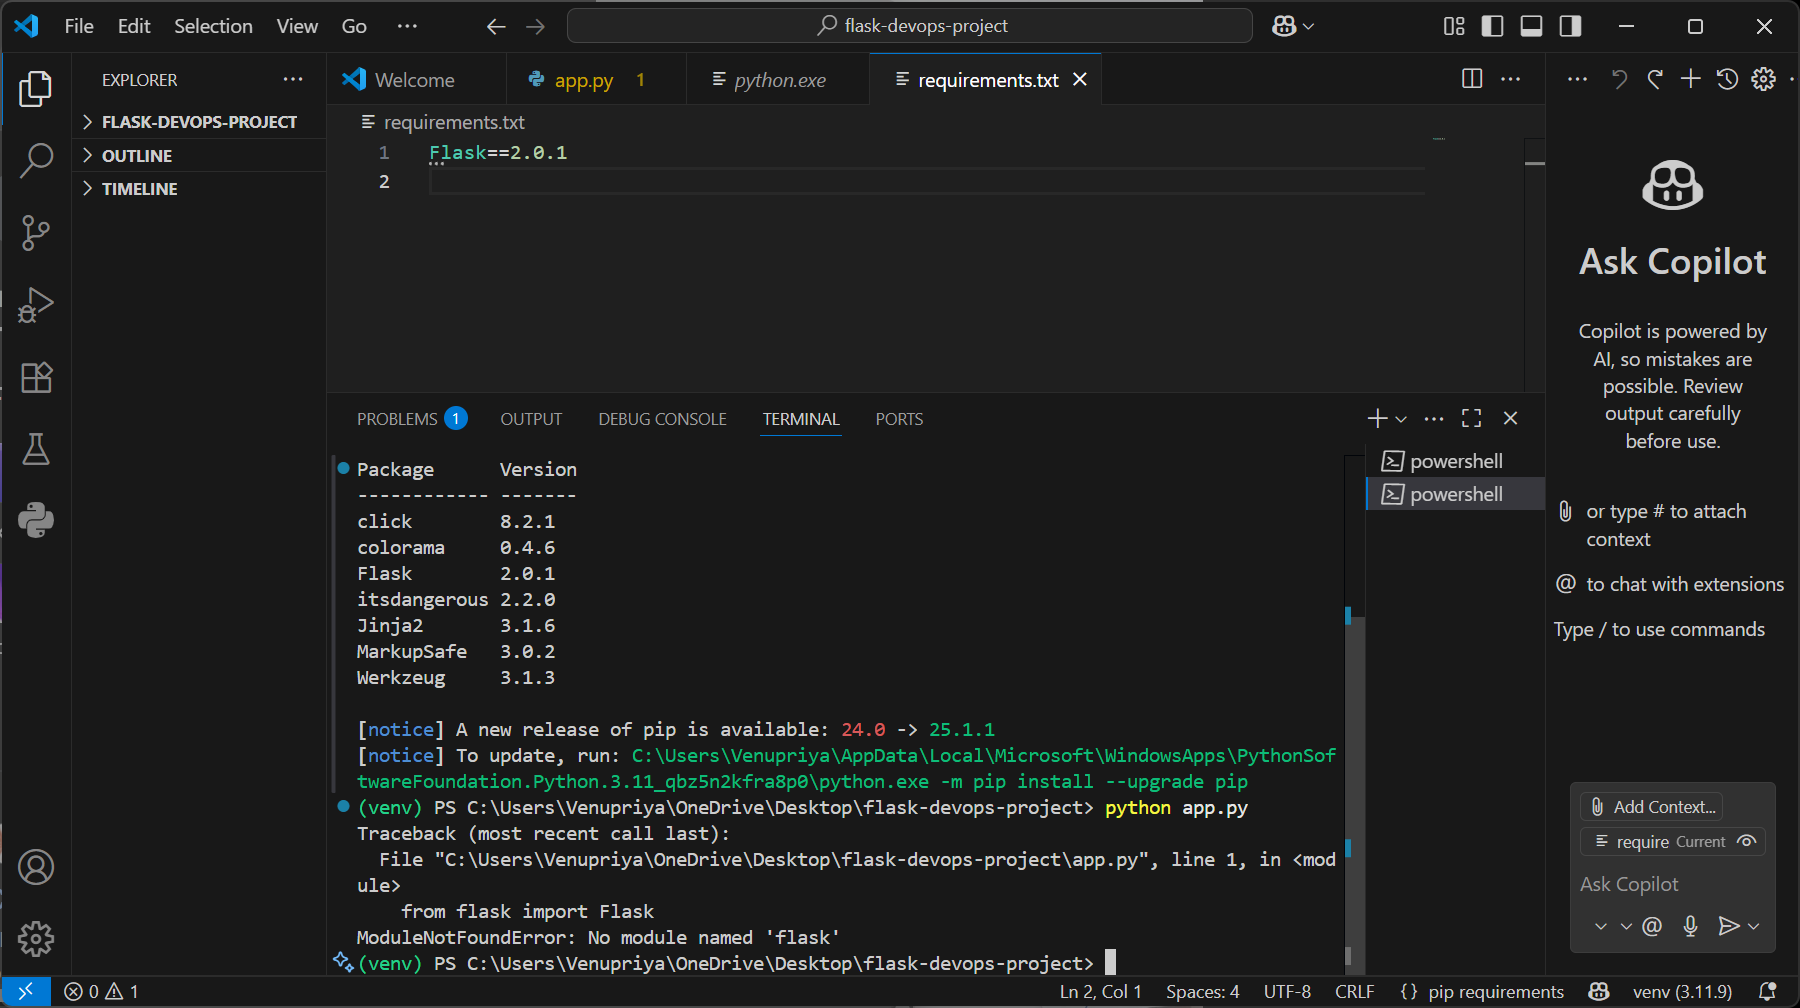 File Edit Selection View Go ···
flask-devops-project
EXPLORER
FLASK-DEVOPS-PROJECT
OUTLINE
TIMELINE
Welcome
app.py 1
python.exe
requirements.txt
requirements.txt
1 Flask==2.0.1
2
PROBLEMS 1 OUTPUT DEBUG CONSOLE TERMINAL PORTS
Package Version
------------ -------
click 8.2.1
colorama 0.4.6
Flask 2.0.1
itsdangerous 2.2.0
Jinja2 3.1.6
MarkupSafe 3.0.2
Werkzeug 3.1.3
[notice] A new release of pip is available: 24.0 -> 25.1.1
[notice] To update, run: C:\Users\Venupriya\AppData\Local\Microsoft\WindowsApps\PythonSof
twareFoundation.Python.3.11_qbz5n2kfra8p0\python.exe -m pip install --upgrade pip
(venv) PS C:\Users\Venupriya\OneDrive\Desktop\flask-devops-project> python app.py
Traceback (most recent call last):
File "C:\Users\Venupriya\OneDrive\Desktop\flask-devops-project\app.py", line 1, in <mod
ule>
from flask import Flask
ModuleNotFoundError: No module named 'flask'
(venv) PS C:\Users\Venupriya\OneDrive\Desktop\flask-devops-project>
powershell
powershell
Ask Copilot
Copilot is powered by
AI, so mistakes are
possible. Review
output carefully
before use.
or type # to attach
context
@ to chat with extensions
Type / to use commands
Add Context...
require Current
Ask Copilot
@
0 1
Ln 2, Col 1 Spaces: 4 UTF-8 CRLF {} pip requirements venv (3.11.9)